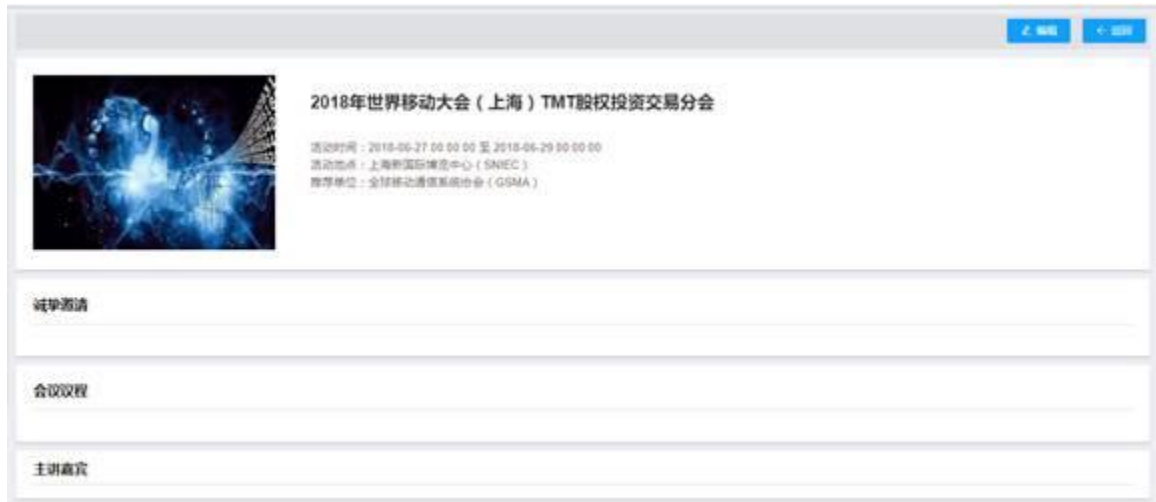 编辑
返回
2018年世界移动大会（上海）TMT股权投资交易分会
活动时间：2018-06-27 00:00:00 至 2018-06-29 00:00:00
活动地点：上海新国际博览中心（SNIEC）
推荐单位：全球移动通信系统协会（GSMA）
诚挚邀请
会议议程
主讲嘉宾